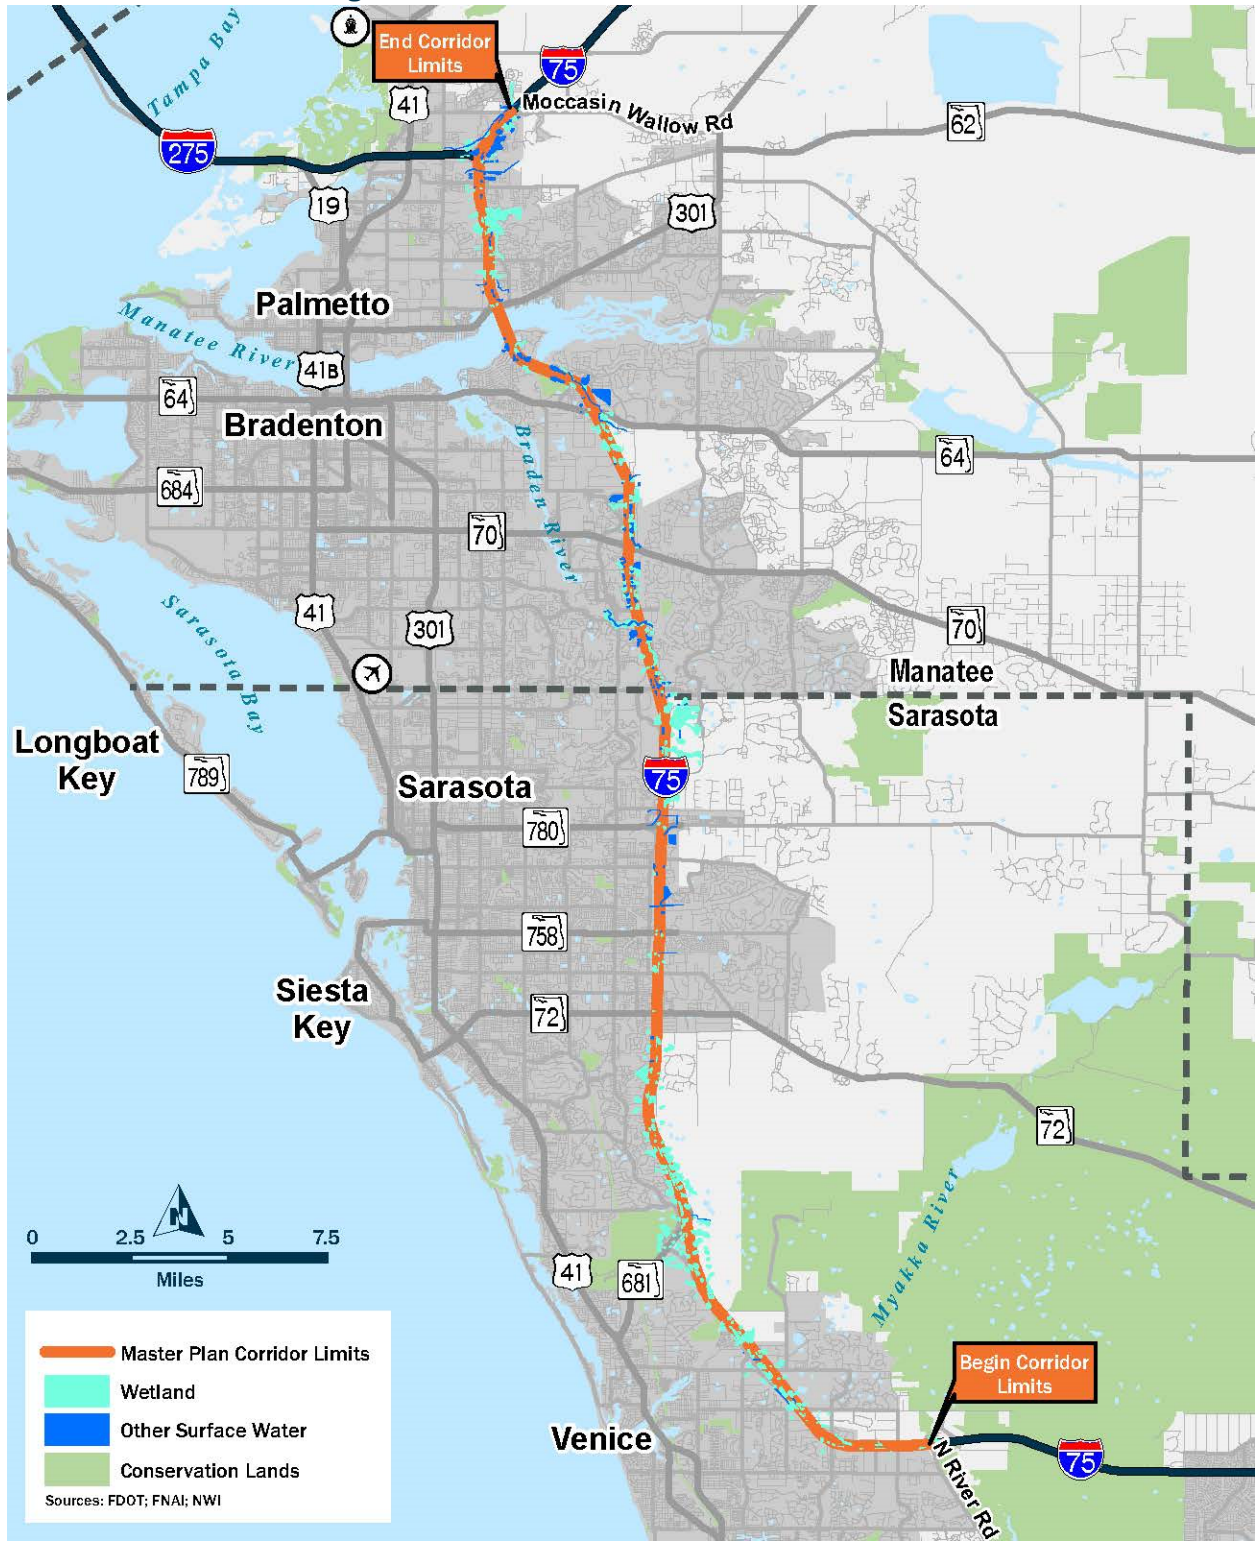 End Corridor
Limits
75
Tampa Bay
41
Moccasin Wallow Rd
62
275
19
301
Palmetto
Manatee River
41B
64
Bradenton
Braden River
64
684
70
41
301
70
Sarasota Bay
Manatee
Sarasota
Longboat
Key
789
75
Sarasota
780
758
Siesta
Key
72
72
Myakka River
N
0 2.5 5 7.5
Miles
41
681
Begin Corridor
Limits
Venice
75
N River Rd
Master Plan Corridor Limits
Wetland
Other Surface Water
Conservation Lands
Sources: FDOT; FNAI; NWI